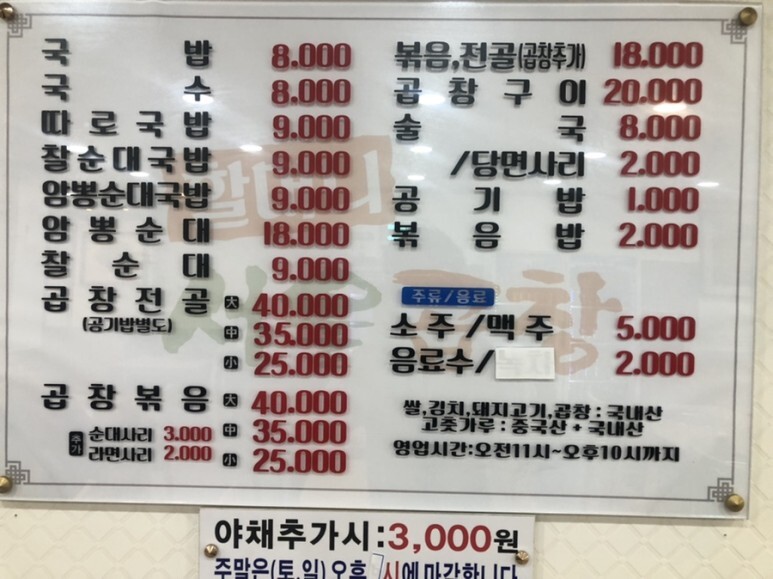 국밥 8.000
국수 8.000
따로국밥 9.000
찰순대국밥 9.000
암뽕순대국밥 9.000
암뽕순대 18.000
찰순대 9.000
곱창전골 大 40.000
(공기밥별도) 中 35.000
小 25.000
곱창볶음 大 40.000
추가 순대사리 3.000 中 35.000
라면사리 2.000 小 25.000
볶음,전골(곱창추개) 18.000
곱창구이 20.000
술국 8.000
/당면사리 2.000
공기밥 1.000
볶음밥 2.000
주류/음료
소주/맥주 5.000
음료수/ 2.000
쌀,김치,돼지고기,곱창:국내산
고춧가루:중국산+국내산
영업시간:오전11시~오후10시까지
할머니
서울곱창
야채추가시:3,000원
주말은(토,일) 오후 시에 마감합니다